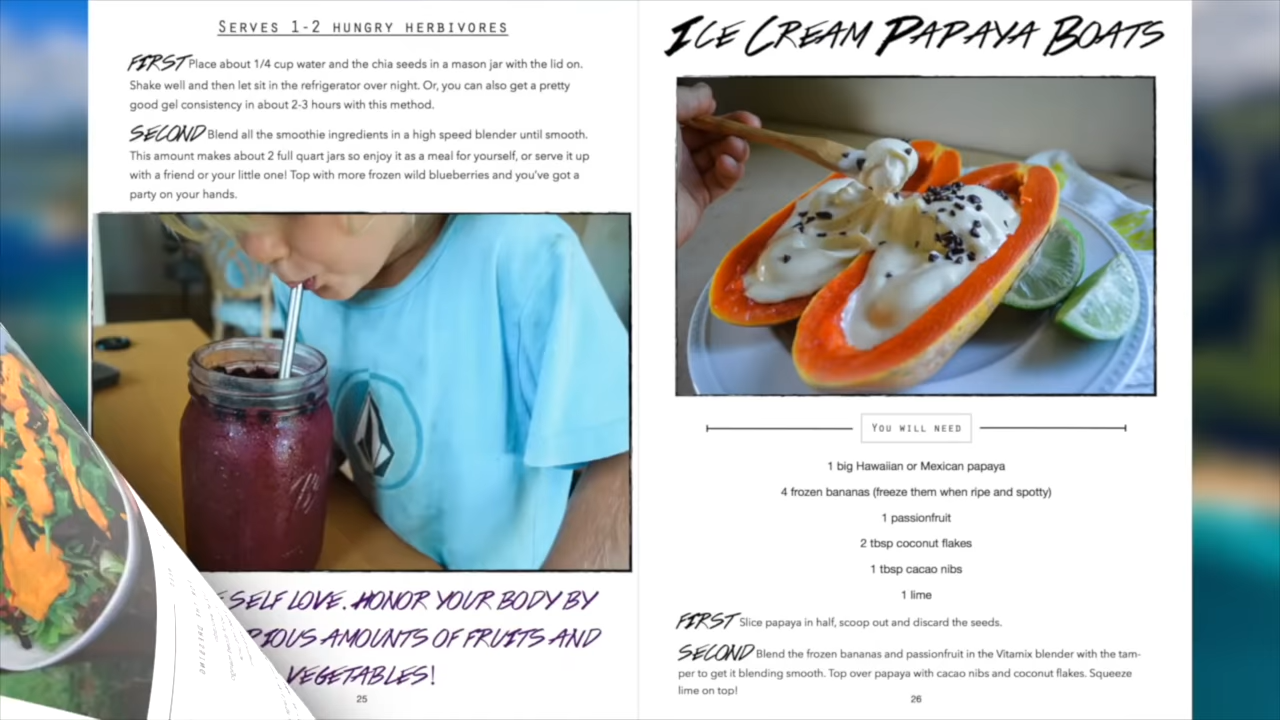 SERVES 1-2 HUNGRY HERBIVORES
FIRST Place about 1/4 cup water and the chia seeds in a mason jar with the lid on.
Shake well and then let sit in the refrigerator over night. Or, you can also get a pretty
good gel consistency in about 2-3 hours with this method.
SECOND Blend all the smoothie ingredients in a high speed blender until smooth.
This amount makes about 2 full quart jars so enjoy it as a meal for yourself, or serve it up
with a friend or your little one! Top with more frozen wild blueberries and you've got a
party on your hands.
SELF LOVE. HONOR YOUR BODY BY
AMOUNTS OF FRUITS AND
VEGETABLES!
25
ICE CREAM PAPAYA BOATS
YOU WILL NEED
1 big Hawaiian or Mexican papaya
4 frozen bananas (freeze them when ripe and spotty)
1 passionfruit
2 tbsp coconut flakes
1 tbsp cacao nibs
1 lime
FIRST Slice papaya in half, scoop out and discard the seeds.
SECOND Blend the frozen bananas and passionfruit in the Vitamix blender with the tam-
per to get it blending smooth. Top over papaya with cacao nibs and coconut flakes. Squeeze
lime on top!
26